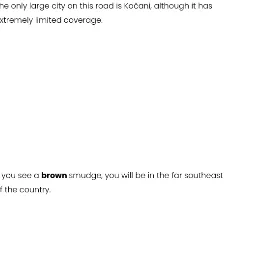 he only large city on this road is Kočani, although it has
xtremely limited coverage.
you see a brown smudge, you will be in the far southeast
f the country.